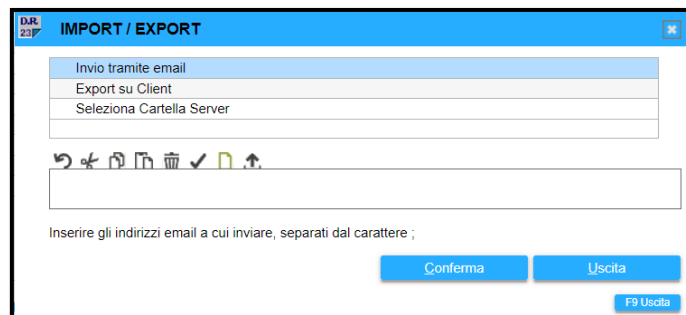 D.R.
23
IMPORT / EXPORT
Invio tramite email
Export su Client
Seleziona Cartella Server
Inserire gli indirizzi email a cui inviare, separati dal carattere ;
Conferma Uscita
F9 Uscita